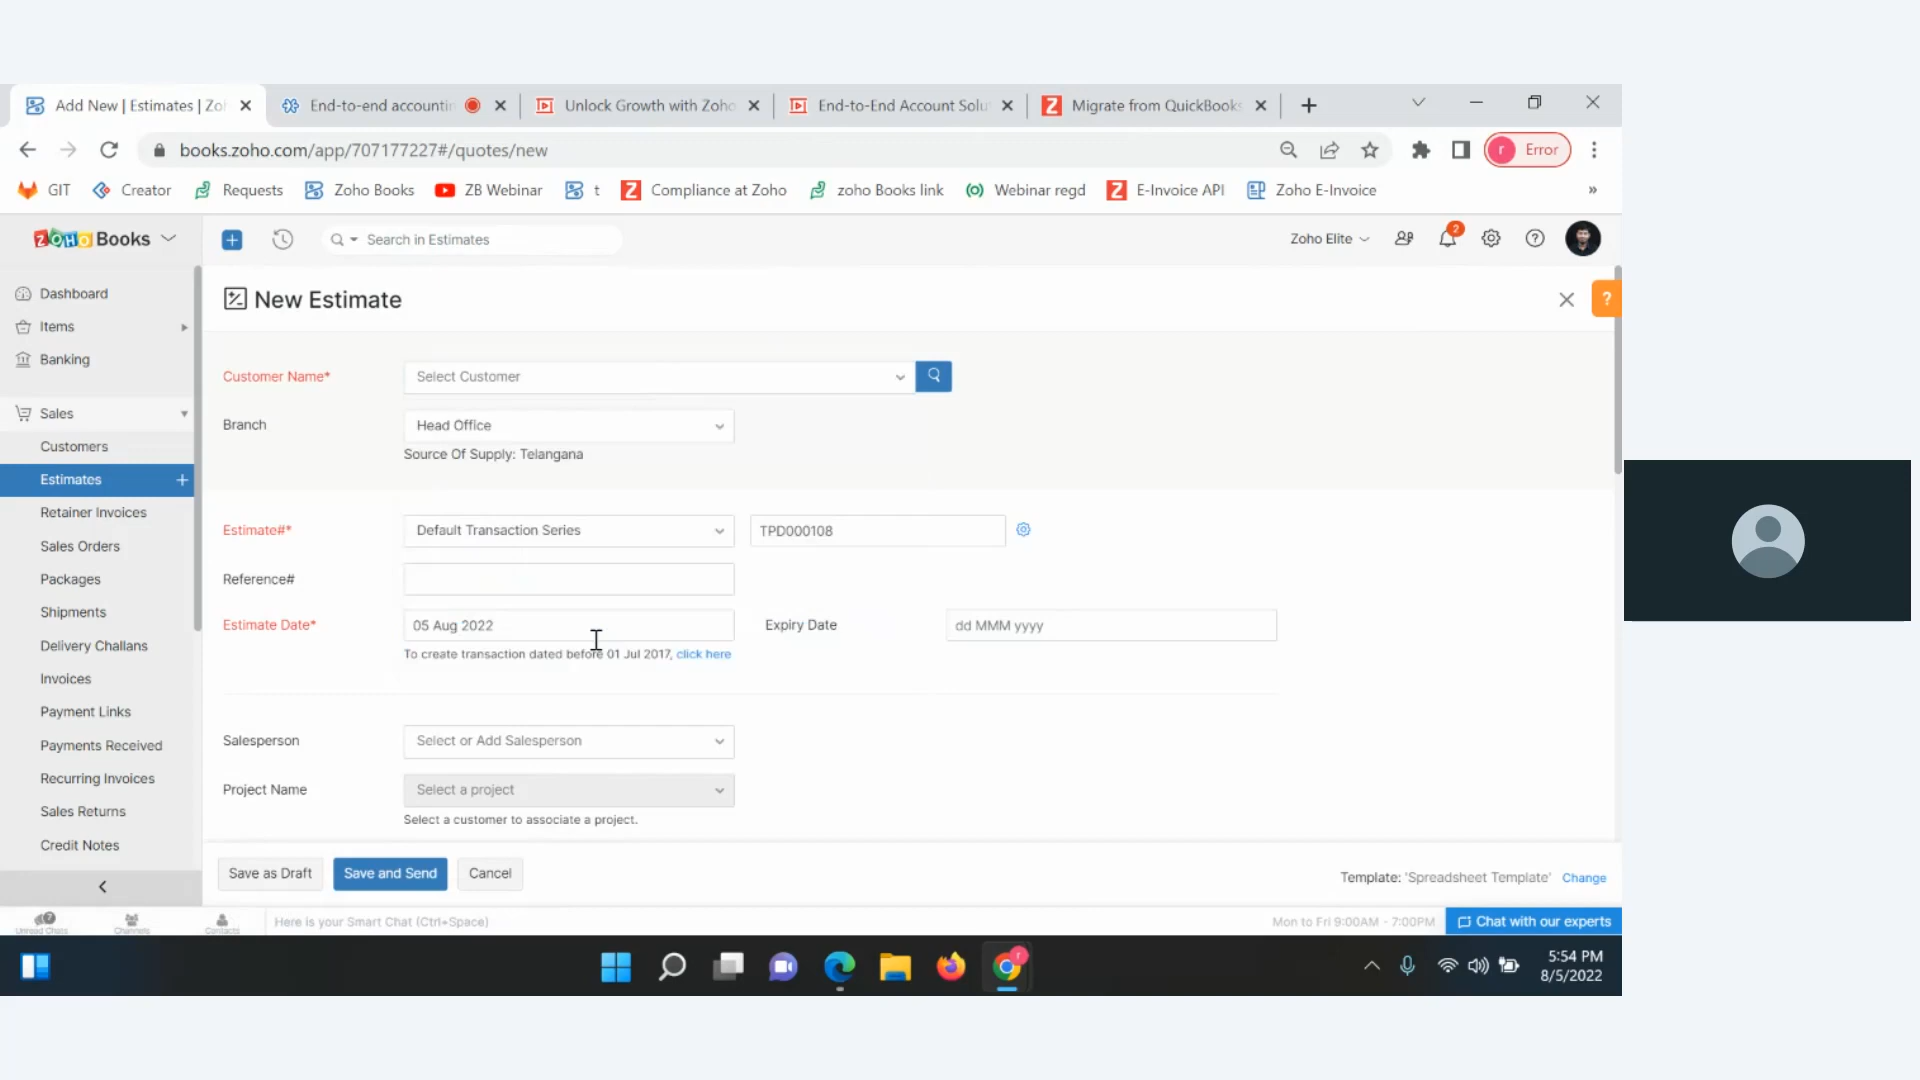 Add New | Estimates | Zo
End-to-end accountin
Unlock Growth with Zoho
End-to-End Account Solu
Migrate from QuickBooks
books.zoho.com/app/707177227#/quotes/new
r
Error
GIT
Creator
Requests
Zoho Books
ZB Webinar
t
Compliance at Zoho
zoho Books link
Webinar regd
E-Invoice API
Zoho E-Invoice
»
ZOHO Books
Search in Estimates
Zoho Elite
2
Dashboard
Items
Banking
Sales
Customers
Estimates
Retainer Invoices
Sales Orders
Packages
Shipments
Delivery Challans
Invoices
Payment Links
Payments Received
Recurring Invoices
Sales Returns
Credit Notes
New Estimate
?
Customer Name*
Select Customer
Branch
Head Office
Source Of Supply: Telangana
Estimate#*
Default Transaction Series
TPD000108
Reference#
Estimate Date*
05 Aug 2022
Expiry Date
dd MMM yyyy
To create transaction dated before 01 Jul 2017, click here
Salesperson
Select or Add Salesperson
Project Name
Select a project
Select a customer to associate a project.
Save as Draft
Save and Send
Cancel
Template: 'Spreadsheet Template' Change
Unread Chats
Channels
Contacts
Here is your Smart Chat (Ctrl+Space)
Mon to Fri 9:00AM - 7:00PM
Chat with our experts
5:54 PM
8/5/2022